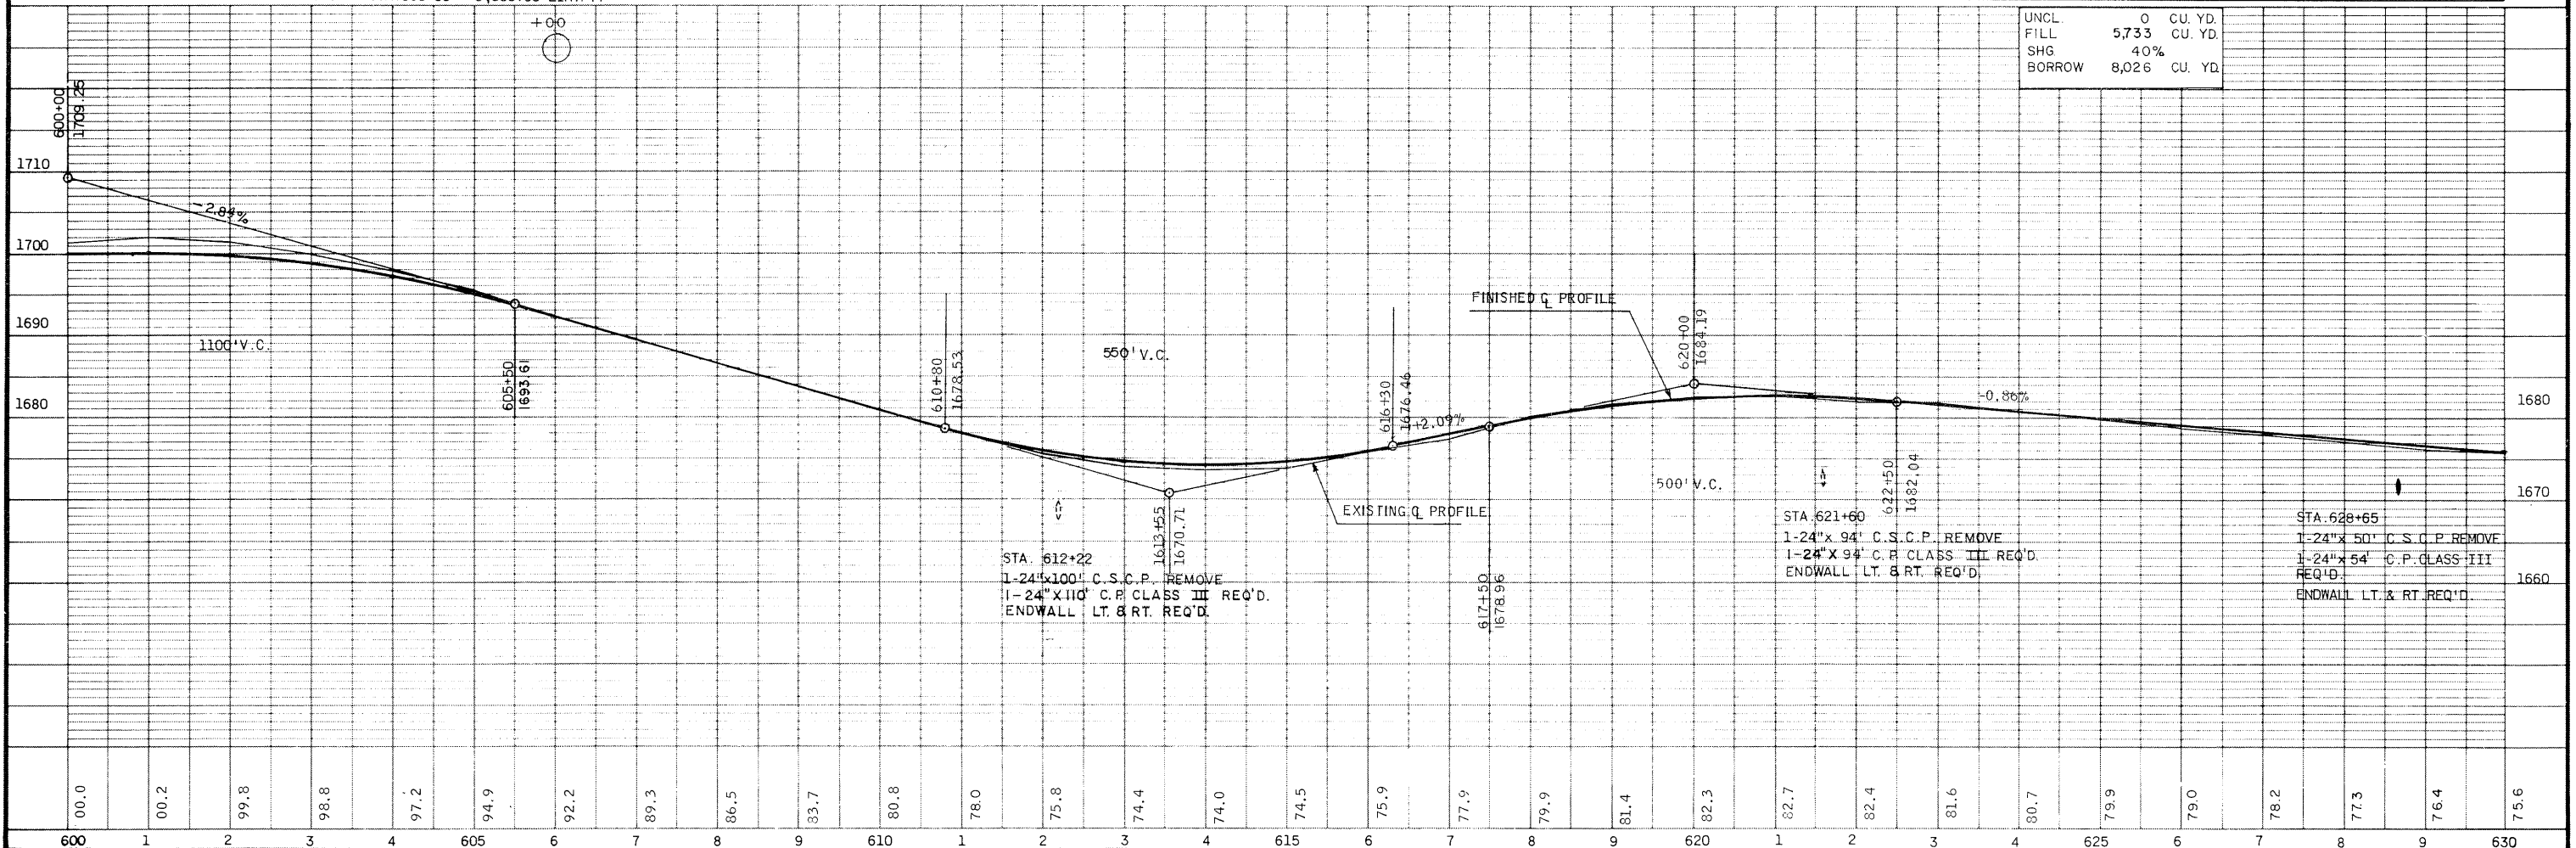 +00
UNCL. 0 CU. YD.
FILL 5,733 CU. YD.
SHG 40%
BORROW 8,026 CU. YD.
600+00
1709.25
1710
1700
1690
1680
-2.84%
1100' V.C.
605+50
1693.61
610+80
1678.53
550' V.C.
1613+55
1670.71
616+30
1676.46
+2.09%
FINISHED ℄ PROFILE
EXISTING ℄ PROFILE
617+50
1678.96
620+00
1684.19
500' V.C.
622+50
1682.04
-0.86%
1680
1670
1660
STA. 612+22
1-24"x100' C.S.C.P. REMOVE
1-24"X110' C.P. CLASS III REQ'D.
ENDWALL LT. & RT. REQ'D.
STA. 621+60
1-24"x 94' C.S.C.P. REMOVE
1-24"X 94' C.P. CLASS III REQ'D.
ENDWALL LT. & RT. REQ'D.
STA. 628+65
1-24"x 50' C.S.C.P. REMOVE
1-24"x 54' C.P. CLASS III
REQ'D.
ENDWALL LT. & RT. REQ'D.
00.0 00.2 99.8 98.8 97.2 94.9 92.2 89.3 86.5 83.7 80.8 78.0 75.8 74.4 74.0 74.5 75.9 77.9 79.9 81.4 82.3 82.7 82.4 81.6 80.7 79.9 79.0 78.2 77.3 76.4 75.6
600 1 2 3 4 605 6 7 8 9 610 1 2 3 4 615 6 7 8 9 620 1 2 3 4 625 6 7 8 9 630